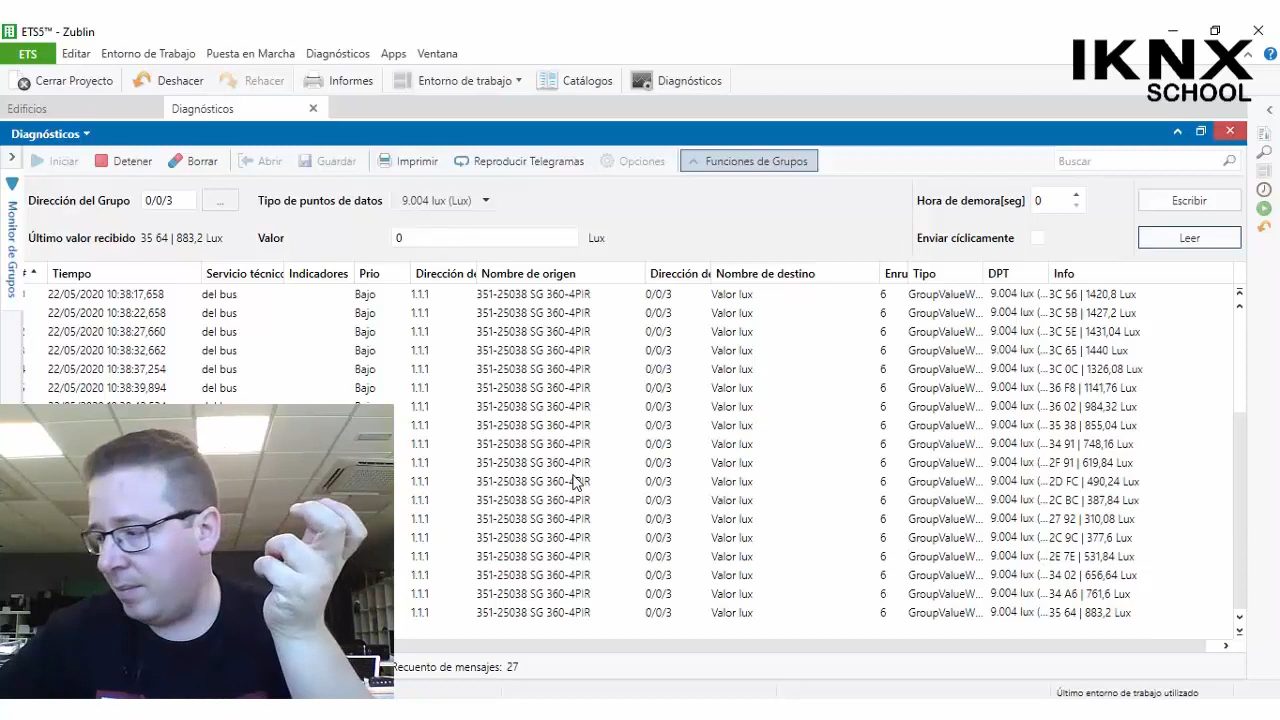 ETS5™ - Zublin
IKNX
SCHOOL
ETS Editar Entorno de Trabajo Puesta en Marcha Diagnósticos Apps Ventana
Cerrar Proyecto Deshacer Rehacer Informes Entorno de trabajo Catálogos Diagnósticos
Edificios Diagnósticos
Diagnósticos
Iniciar Detener Borrar Abrir Guardar Imprimir Reproducir Telegramas Opciones Funciones de Grupos Buscar
Monitor de Grupos
Dirección del Grupo 0/0/3 ... Tipo de puntos de datos 9.004 lux (Lux) Hora de demora[seg] 0 Escribir
Último valor recibido 35 64 | 883,2 Lux Valor 0 Lux Enviar cíclicamente Leer
# Tiempo Servicio técnico Indicadores Prio Dirección de Nombre de origen Dirección de Nombre de destino Enru Tipo DPT Info
22/05/2020 10:38:17,658 del bus Bajo 1.1.1 351-25038 SG 360-4PIR 0/0/3 Valor lux 6 GroupValueW... 9.004 lux (... 3C 56 | 1420,8 Lux
22/05/2020 10:38:22,658 del bus Bajo 1.1.1 351-25038 SG 360-4PIR 0/0/3 Valor lux 6 GroupValueW... 9.004 lux (... 3C 5B | 1427,2 Lux
22/05/2020 10:38:27,660 del bus Bajo 1.1.1 351-25038 SG 360-4PIR 0/0/3 Valor lux 6 GroupValueW... 9.004 lux (... 3C 5E | 1431,04 Lux
22/05/2020 10:38:32,662 del bus Bajo 1.1.1 351-25038 SG 360-4PIR 0/0/3 Valor lux 6 GroupValueW... 9.004 lux (... 3C 65 | 1440 Lux
22/05/2020 10:38:37,254 del bus Bajo 1.1.1 351-25038 SG 360-4PIR 0/0/3 Valor lux 6 GroupValueW... 9.004 lux (... 3C 0C | 1326,08 Lux
22/05/2020 10:38:39,894 del bus Bajo 1.1.1 351-25038 SG 360-4PIR 0/0/3 Valor lux 6 GroupValueW... 9.004 lux (... 36 F8 | 1141,76 Lux
1.1.1 351-25038 SG 360-4PIR 0/0/3 Valor lux 6 GroupValueW... 9.004 lux (... 36 02 | 984,32 Lux
1.1.1 351-25038 SG 360-4PIR 0/0/3 Valor lux 6 GroupValueW... 9.004 lux (... 35 38 | 855,04 Lux
1.1.1 351-25038 SG 360-4PIR 0/0/3 Valor lux 6 GroupValueW... 9.004 lux (... 34 91 | 748,16 Lux
1.1.1 351-25038 SG 360-4PIR 0/0/3 Valor lux 6 GroupValueW... 9.004 lux (... 2F 91 | 619,84 Lux
1.1.1 351-25038 SG 360-4PIR 0/0/3 Valor lux 6 GroupValueW... 9.004 lux (... 2D FC | 490,24 Lux
1.1.1 351-25038 SG 360-4PIR 0/0/3 Valor lux 6 GroupValueW... 9.004 lux (... 2C BC | 387,84 Lux
1.1.1 351-25038 SG 360-4PIR 0/0/3 Valor lux 6 GroupValueW... 9.004 lux (... 27 92 | 310,08 Lux
1.1.1 351-25038 SG 360-4PIR 0/0/3 Valor lux 6 GroupValueW... 9.004 lux (... 2C 9C | 377,6 Lux
1.1.1 351-25038 SG 360-4PIR 0/0/3 Valor lux 6 GroupValueW... 9.004 lux (... 2E 7E | 531,84 Lux
1.1.1 351-25038 SG 360-4PIR 0/0/3 Valor lux 6 GroupValueW... 9.004 lux (... 34 02 | 656,64 Lux
1.1.1 351-25038 SG 360-4PIR 0/0/3 Valor lux 6 GroupValueW... 9.004 lux (... 34 A6 | 761,6 Lux
1.1.1 351-25038 SG 360-4PIR 0/0/3 Valor lux 6 GroupValueW... 9.004 lux (... 35 64 | 883,2 Lux
Recuento de mensajes: 27
Último entorno de trabajo utilizado